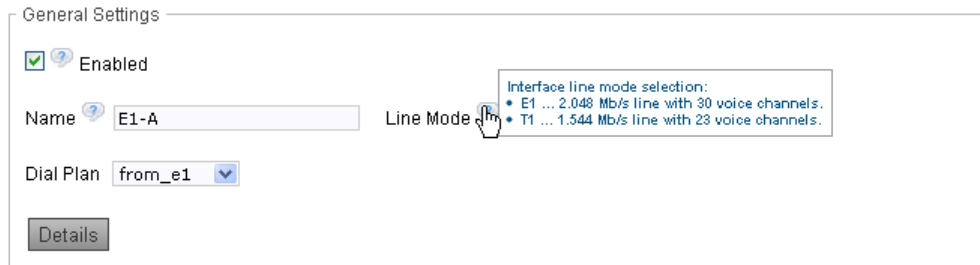 General Settings
Enabled
Name E1-A Line Mode
Interface line mode selection:
• E1 ... 2.048 Mb/s line with 30 voice channels.
• T1 ... 1.544 Mb/s line with 23 voice channels.
Dial Plan from_e1
Details